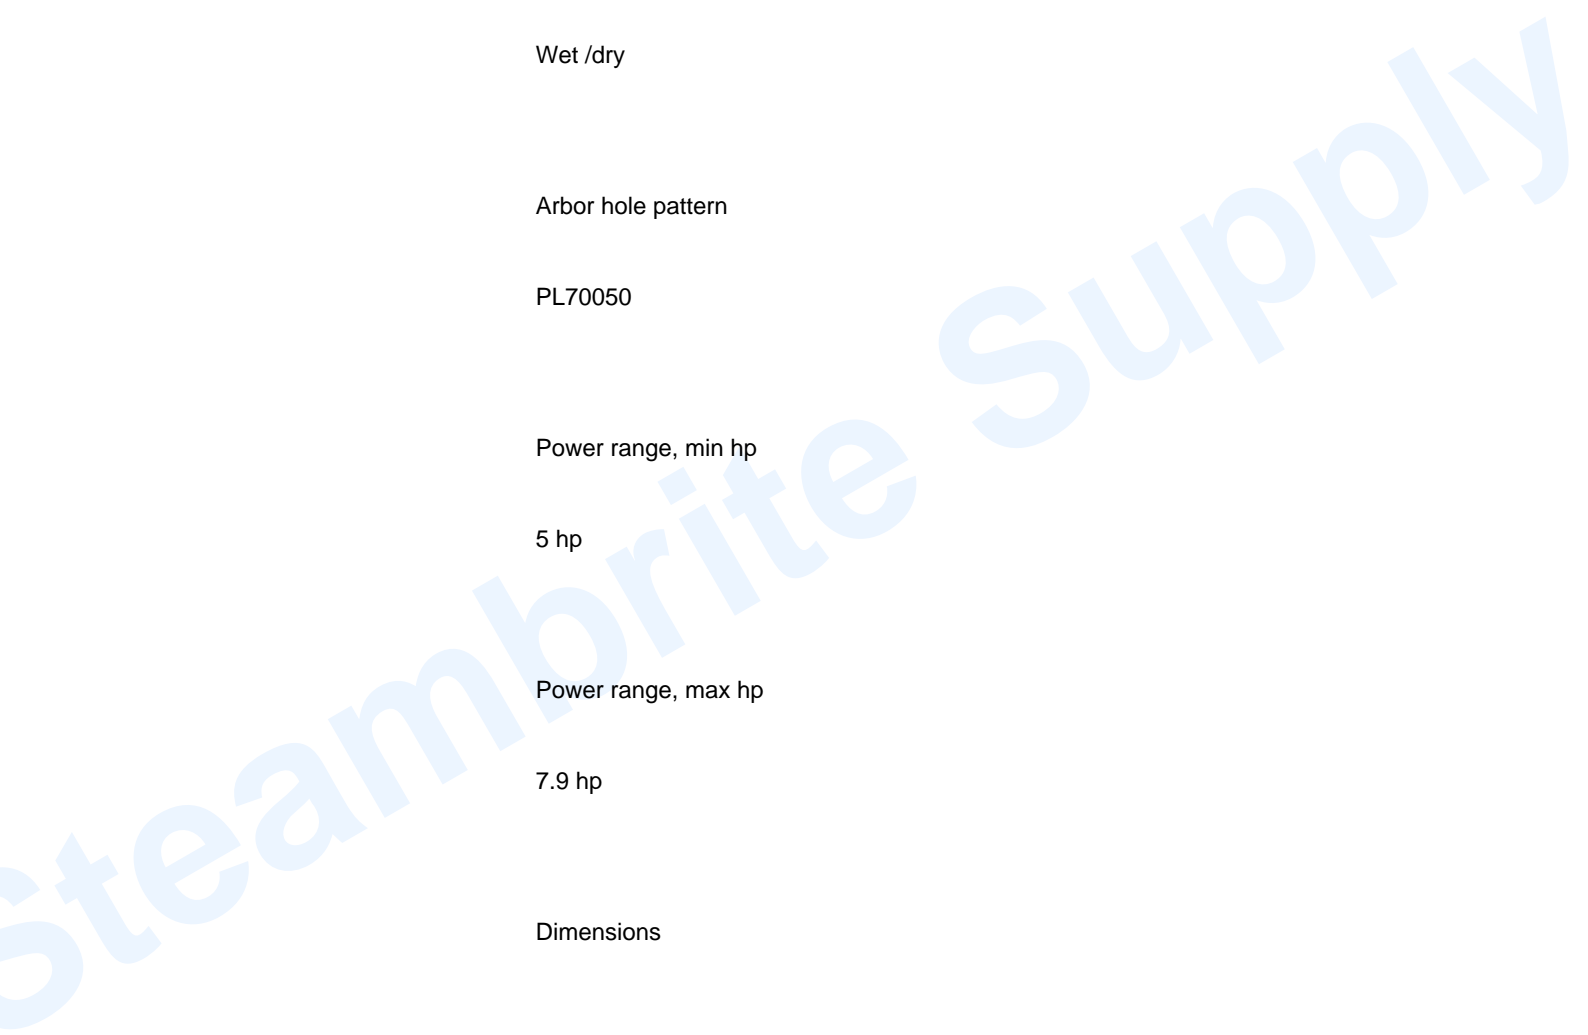 Wet /dry
Arbor hole pattern
PL70050
Power range, min hp
5 hp
Power range, max hp
7.9 hp
Dimensions
Steambrite Supply